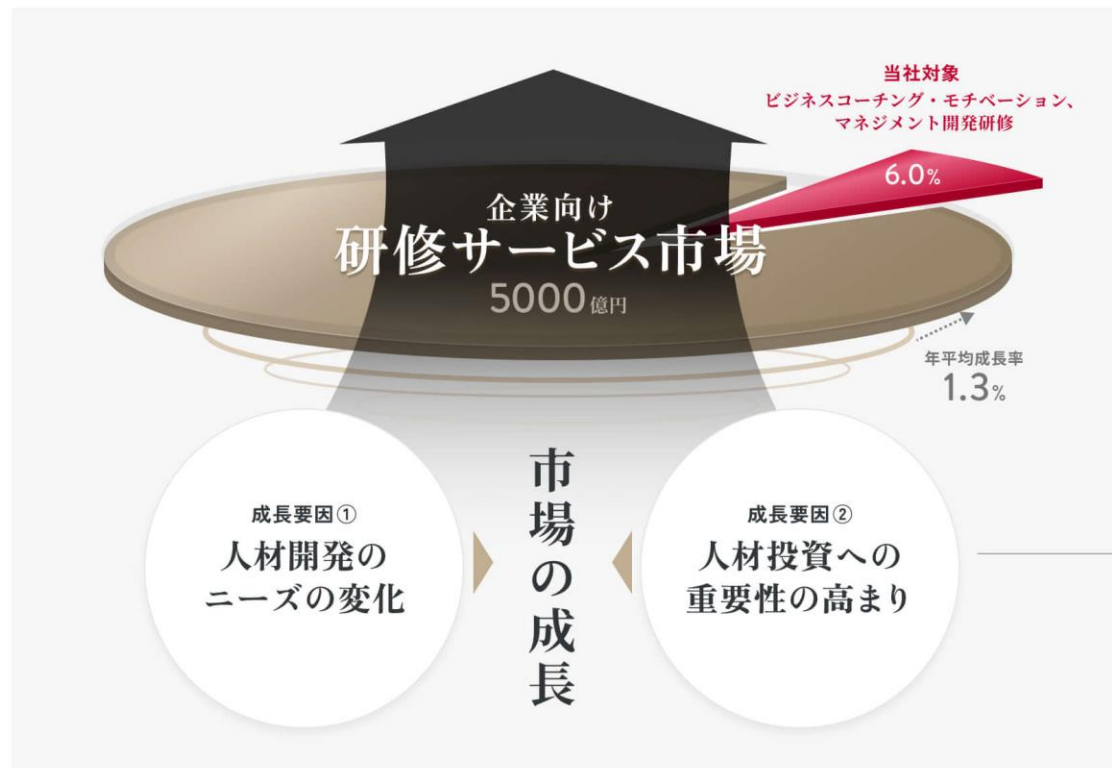 当社対象
ビジネスコーチング・モチベーション、
マネジメント開発研修
6.0%
企業向け
研修サービス市場
5000億円
年平均成長率
1.3%
市場の成長
成長要因①
人材開発の
ニーズの変化
成長要因②
人材投資への
重要性の高まり